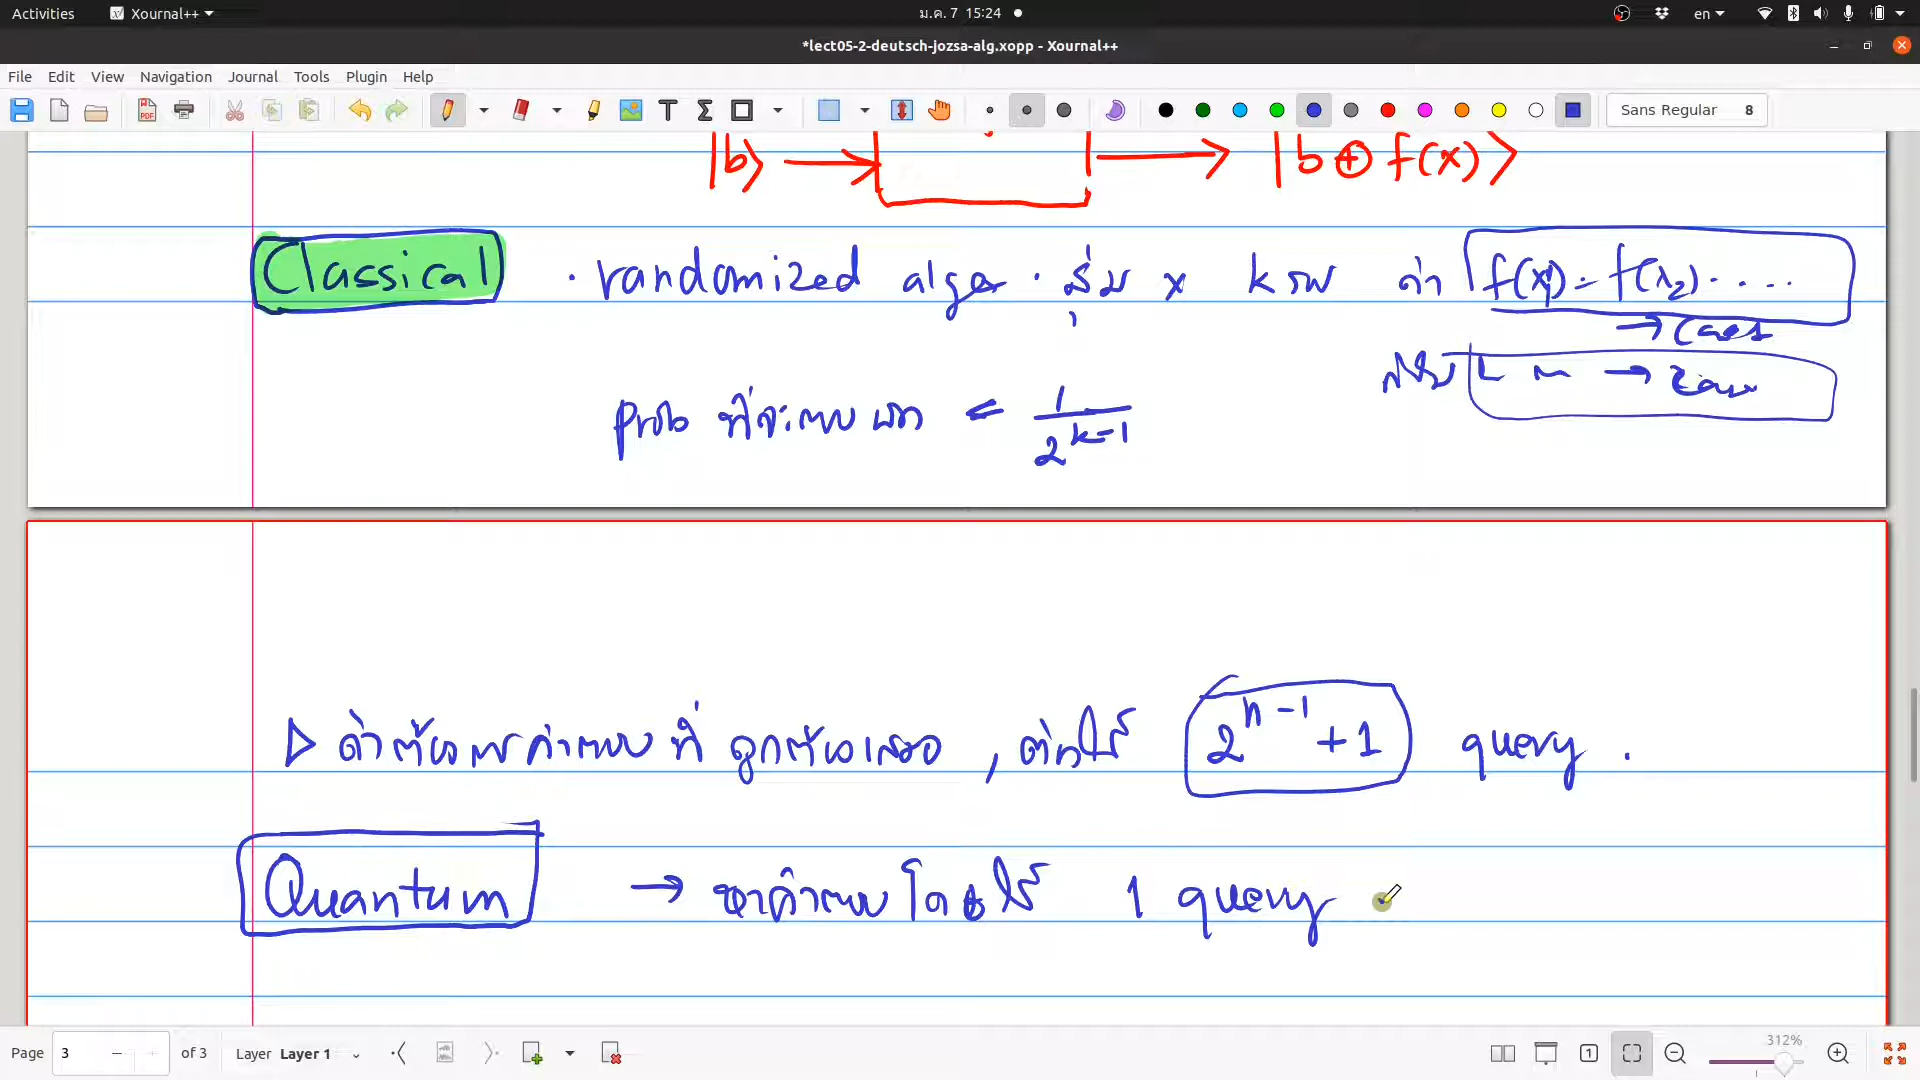 Activities Xournal++ ม.ค. 7 15:24 en
*lect05-2-deutsch-jozsa-alg.xopp - Xournal++
File Edit View Navigation Journal Tools Plugin Help
Sans Regular 8
|b⟩ → → |b ⊕ f(x)⟩
Classical · randomized algo · สุ่ม x k รอบ ถ้า f(x1) = f(x2) ....
→
→
prob ที่จะตอบผิด ≤ 1/2^{k-1}
▷ ถ้าต้องการคำตอบที่ถูกต้องเสมอ , ต้องใช้ 2^{n-1} + 1 query .
Quantum → หาคำตอบโดยใช้ 1 query
Page 3 of 3 Layer Layer 1 312%